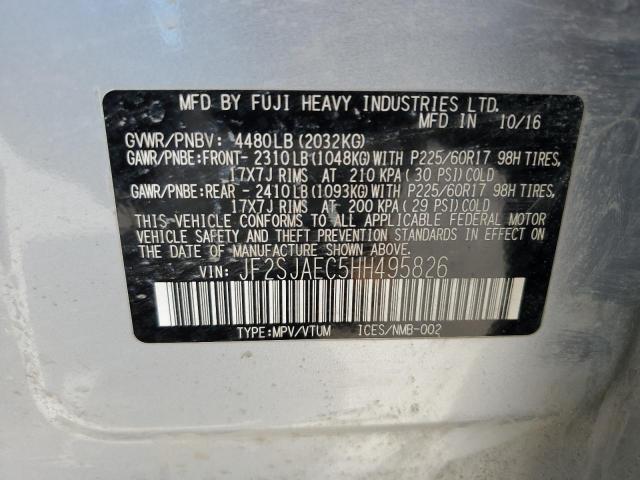 MFD BY FUJI HEAVY INDUSTRIES LTD.
MFD IN 10/16
GVWR/PNBV: 4480LB(2032KG)
GAWR/PNBE:FRONT- 2310LB(1048KG)WITH P225/60R17 98H TIRES,
17X7J RIMS AT 210 KPA(30 PSI)COLD
GAWR/PNBE:REAR - 2410LB(1093KG)WITH P225/60R17 98H TIRES,
17X7J RIMS AT 200 KPA(29 PSI)COLD
THIS VEHICLE CONFORMS TO ALL APPLICABLE FEDERAL MOTOR
VEHICLE SAFETY AND THEFT PREVENTION STANDARDS IN EFFECT
ON THE DATE OF MANUFACTURE SHOWN ABOVE.
VIN: JF2SJAEC5HH495826
TYPE:MPV/VTUM ICES/NMB-002